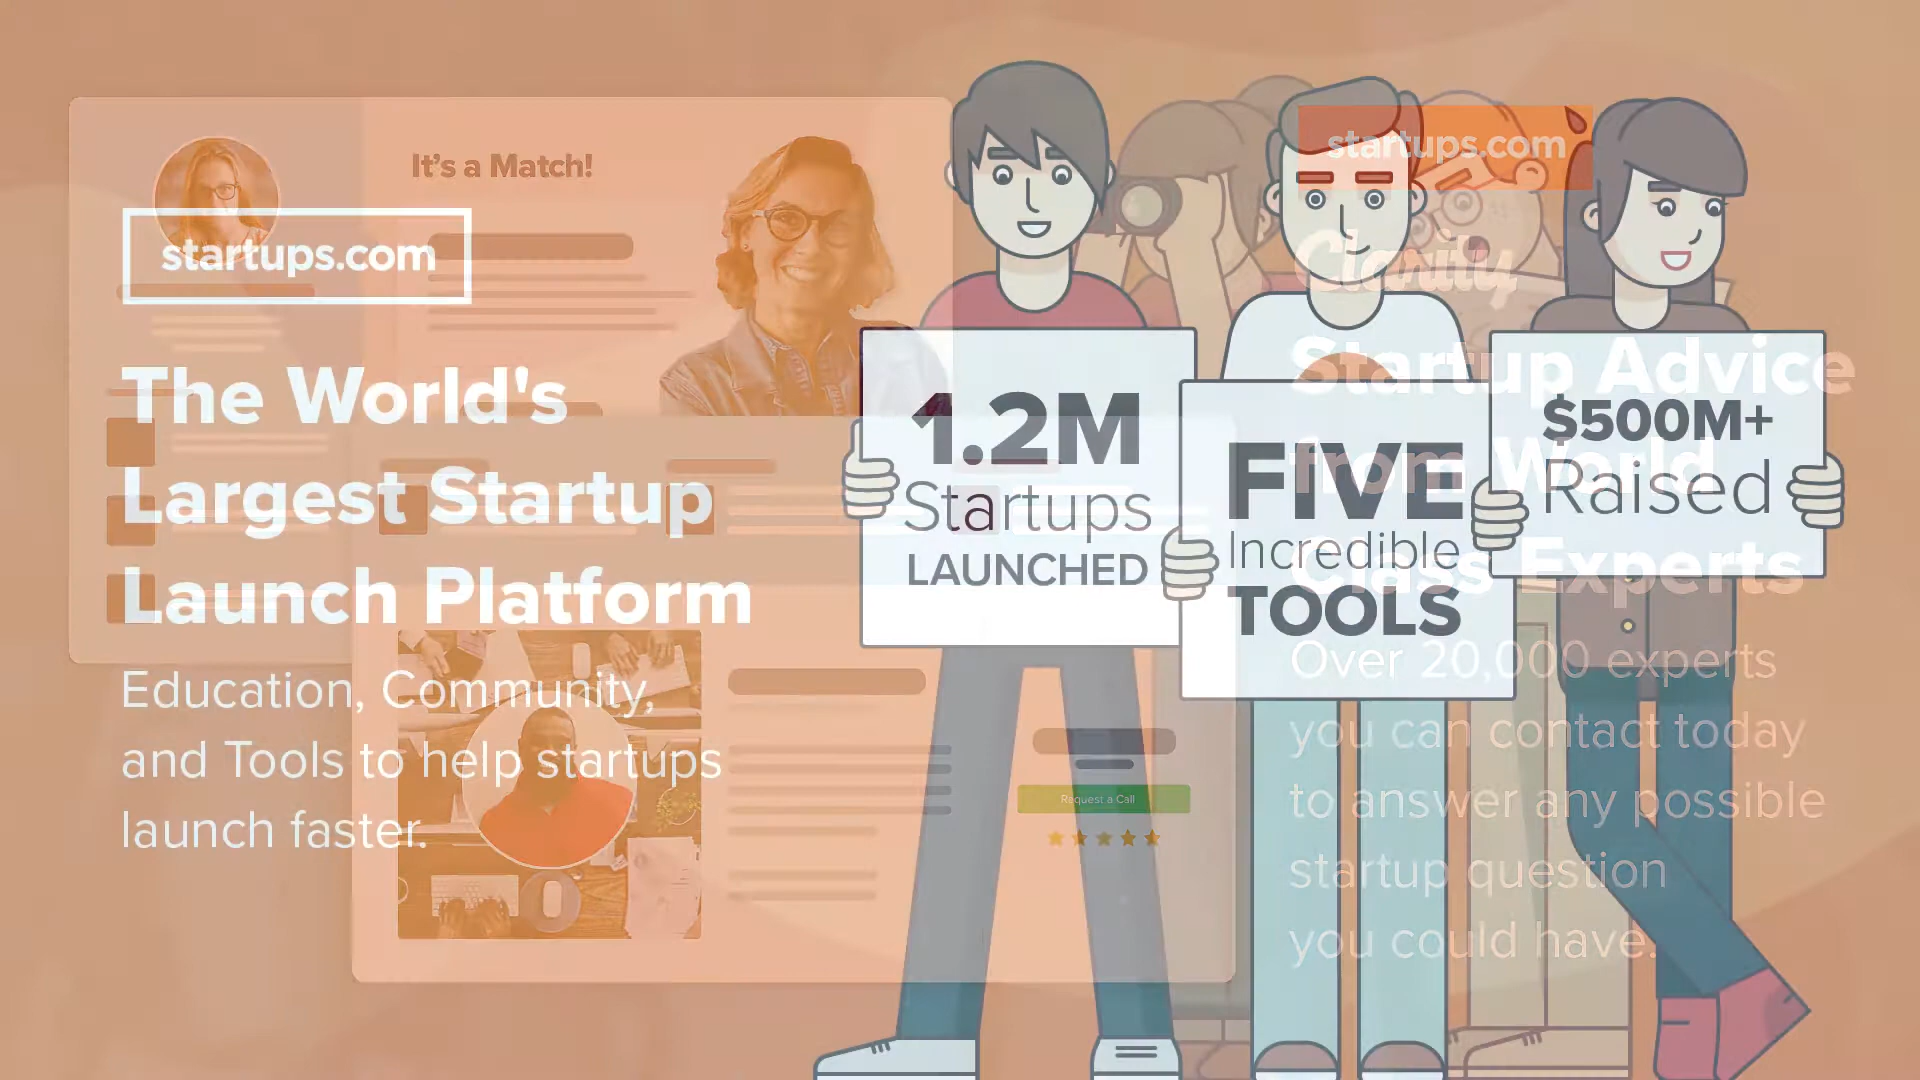 startups.com
The World's
Largest Startup
Launch Platform
Education, Community,
and Tools to help startups
launch faster.
It's a Match!
Request a Call
1.2M
Startups
LAUNCHED
FIVE
Incredible
TOOLS
$500M+
Raised
startups.com
Clarity
Startup Advice
from World
Class Experts
Over 20,000 experts
you can contact today
to answer any possible
startup question
you could have.